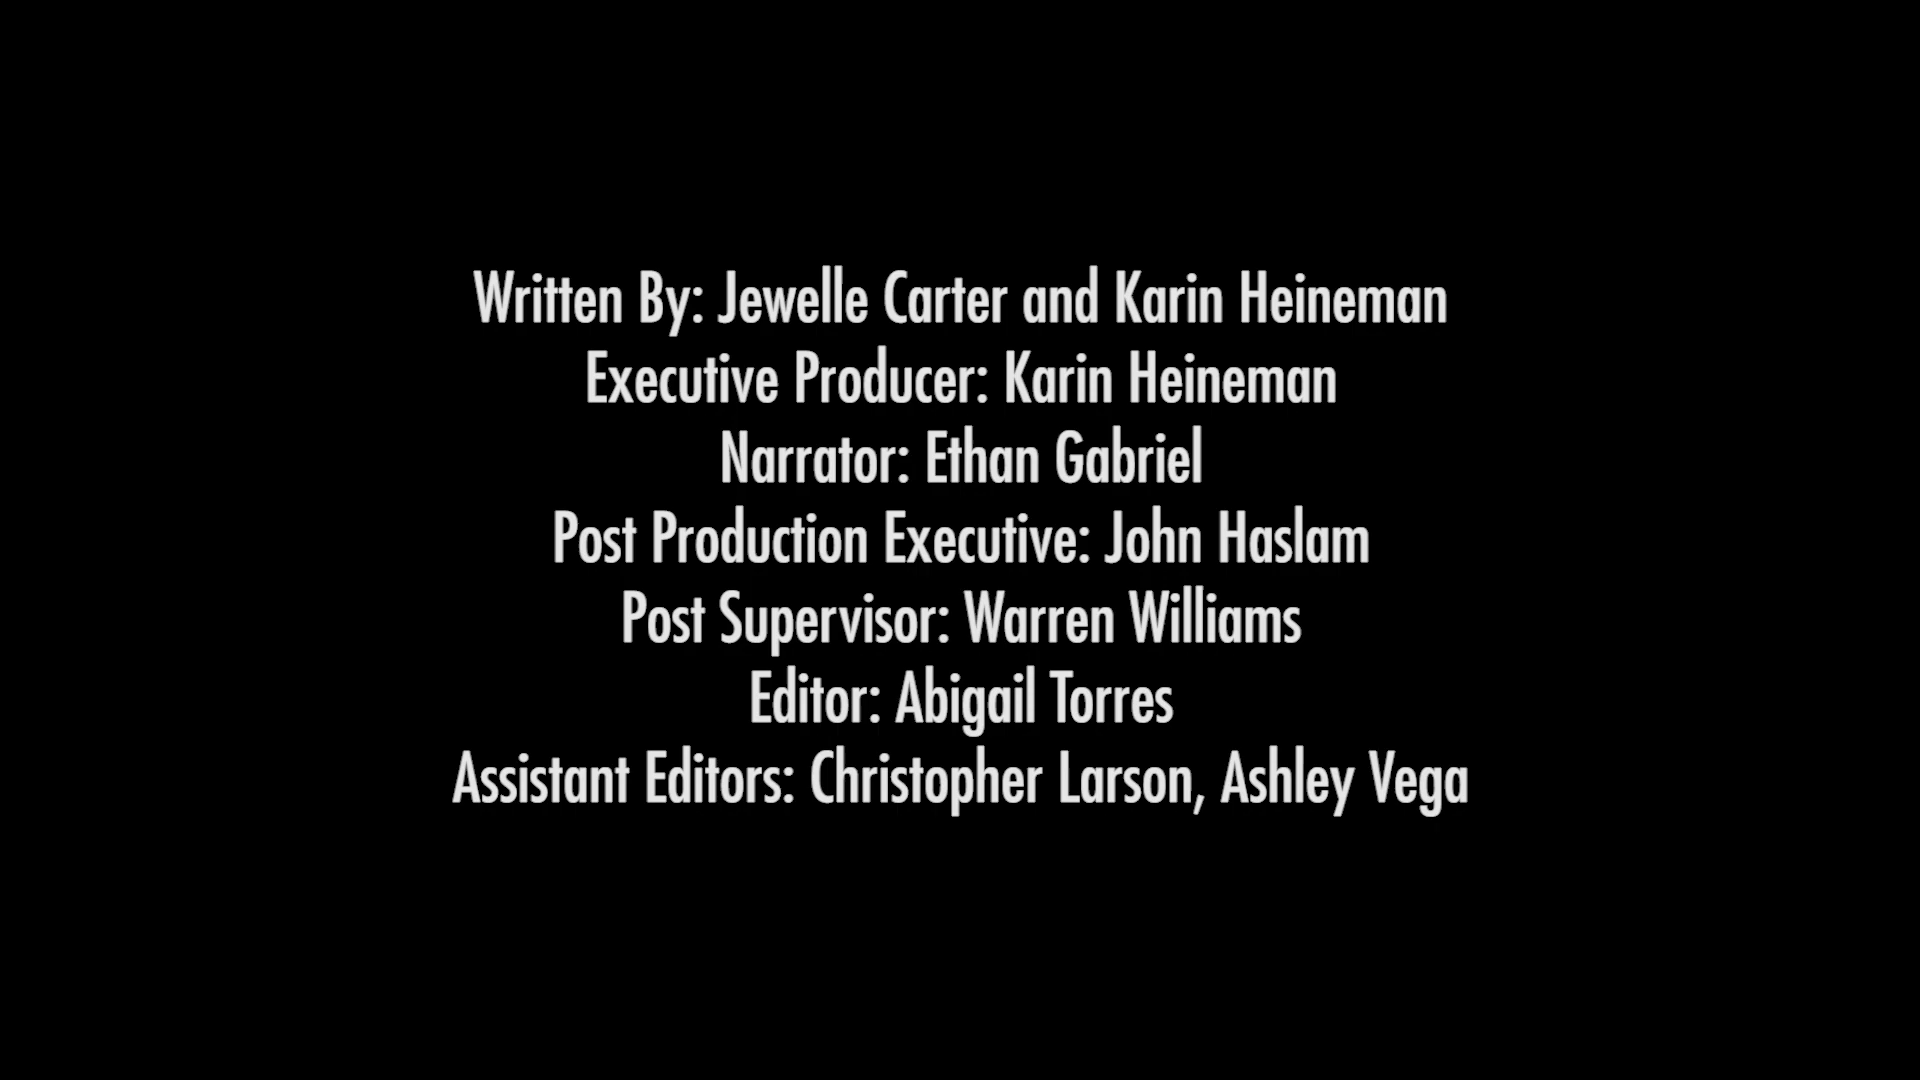 Written By: Jewelle Carter and Karin Heineman
Executive Producer: Karin Heineman
Narrator: Ethan Gabriel
Post Production Executive: John Haslam
Post Supervisor: Warren Williams
Editor: Abigail Torres
Assistant Editors: Christopher Larson, Ashley Vega